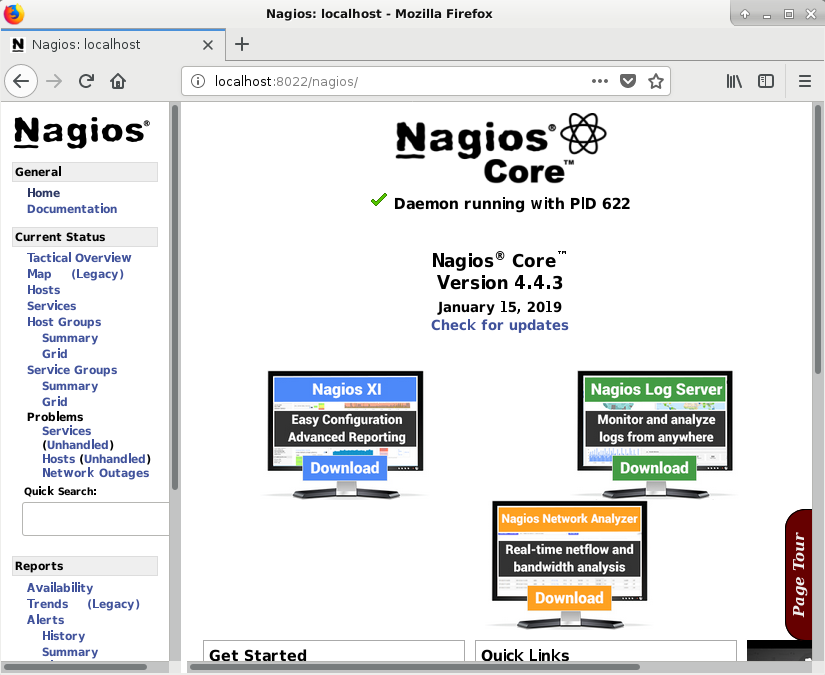 Nagios: localhost - Mozilla Firefox
Nagios: localhost
localhost:8022/nagios/
Nagios®
General
Home
Documentation
Current Status
Tactical Overview
Map (Legacy)
Hosts
Services
Host Groups
Summary
Grid
Service Groups
Summary
Grid
Problems
Services
(Unhandled)
Hosts (Unhandled)
Network Outages
Quick Search:
Reports
Availability
Trends (Legacy)
Alerts
History
Summary
Nagios®
Core™
Daemon running with PID 622
Nagios® Core™
Version 4.4.3
January 15, 2019
Check for updates
Nagios XI
Easy Configuration
Advanced Reporting
Download
Nagios Log Server
Monitor and analyze
logs from anywhere
Download
Nagios Network Analyzer
Real-time netflow and
bandwidth analysis
Download
Page Tour
Get Started
Quick Links